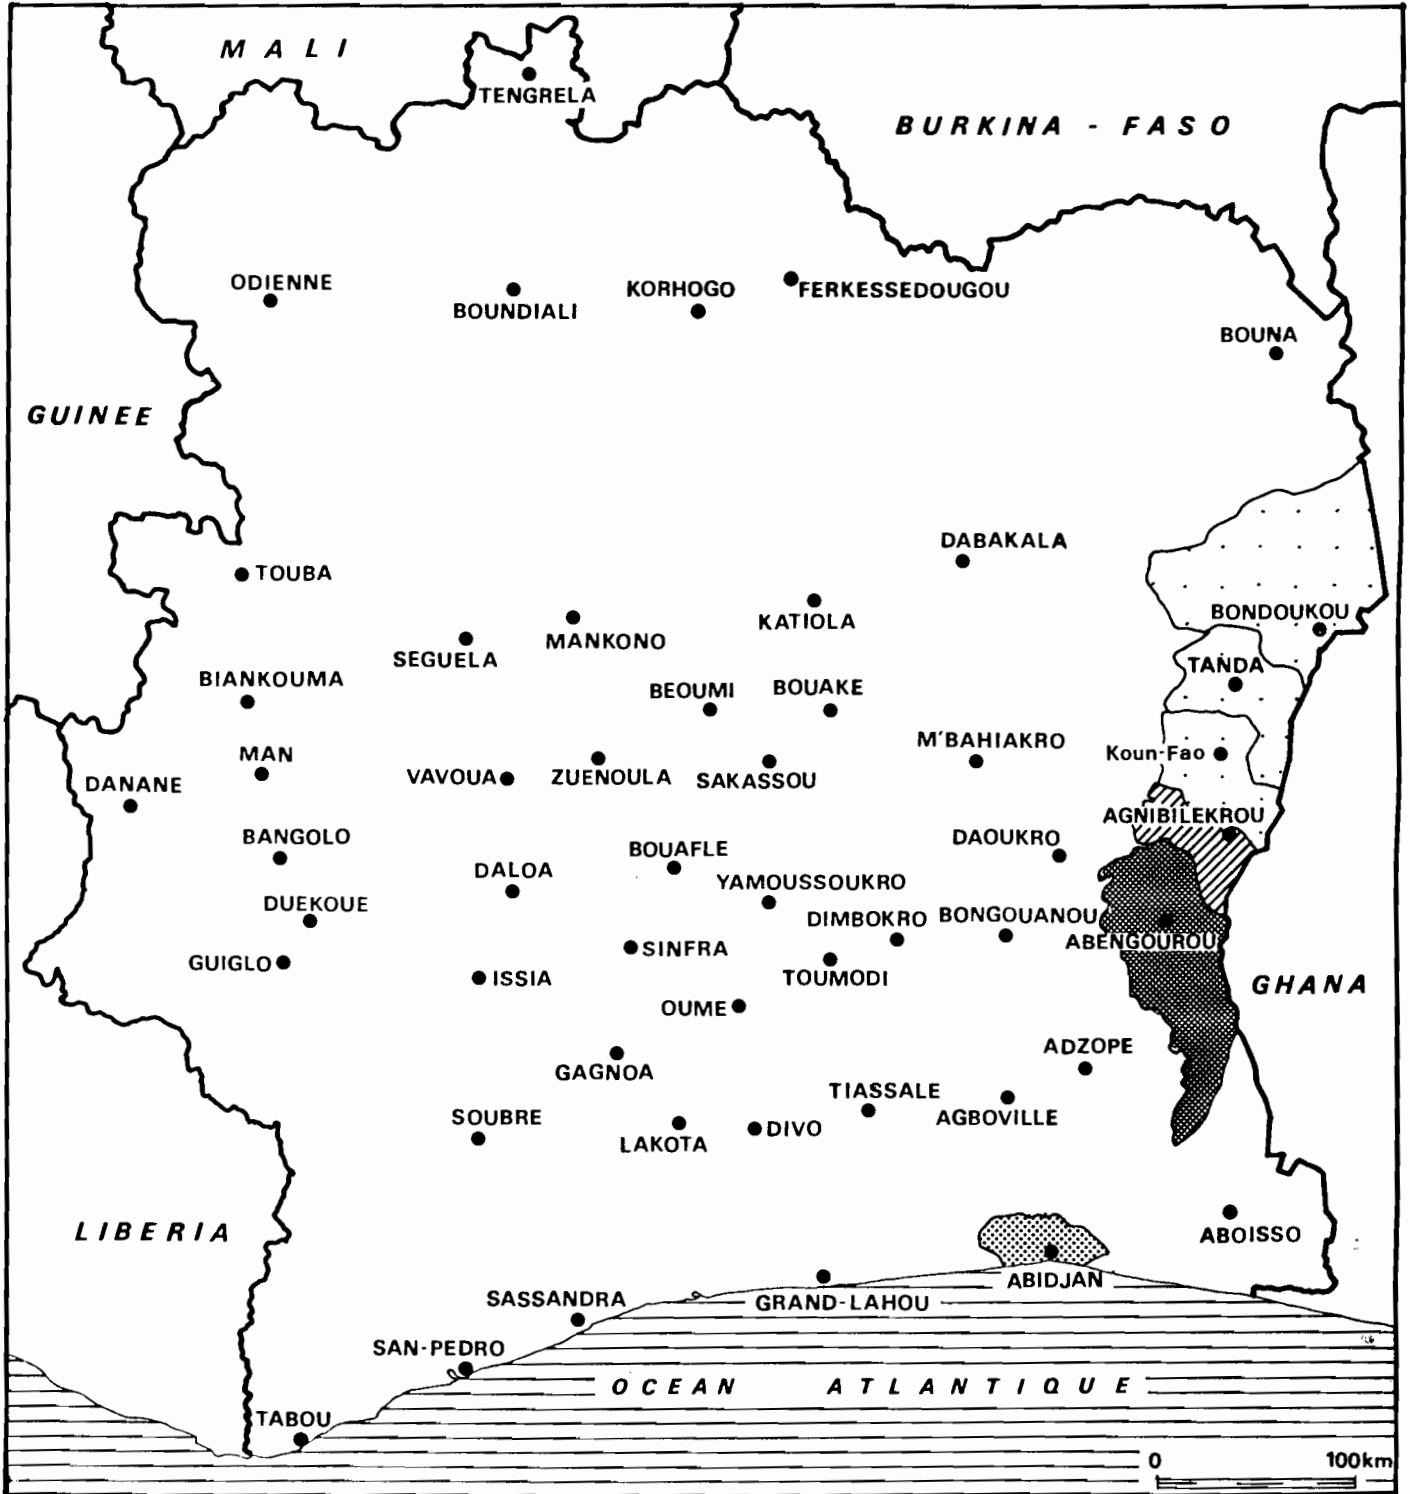 MALI
TENGRELA
BURKINA - FASO
ODIENNE
BOUNDIALI
KORHOGO
FERKESSEDOUGOU
BOUNA
GUINEE
DABAKALA
TOUBA
KATIOLA
BONDOUKOU
MANKONO
SEGUELA
TANDA
BIANKOUMA
BEOUMI
BOUAKE
M'BAHIAKRO
Koun-Fao
MAN
DANANE
VAVOUA
ZUENOULA
SAKASSOU
AGNIBILEKROU
BANGOLO
BOUAFLE
DAOUKRO
DALOA
YAMOUSSOUKRO
DUEKOUE
DIMBOKRO
BONGOUANOU
ABENGOUROU
SINFRA
GUIGLO
ISSIA
TOUMODI
GHANA
OUME
ADZOPE
GAGNOA
TIASSALE
SOUBRE
AGBOVILLE
LAKOTA
DIVO
LIBERIA
ABOISSO
ABIDJAN
SASSANDRA
GRAND-LAHOU
SAN-PEDRO
OCEAN ATLANTIQUE
TABOU
0 100km